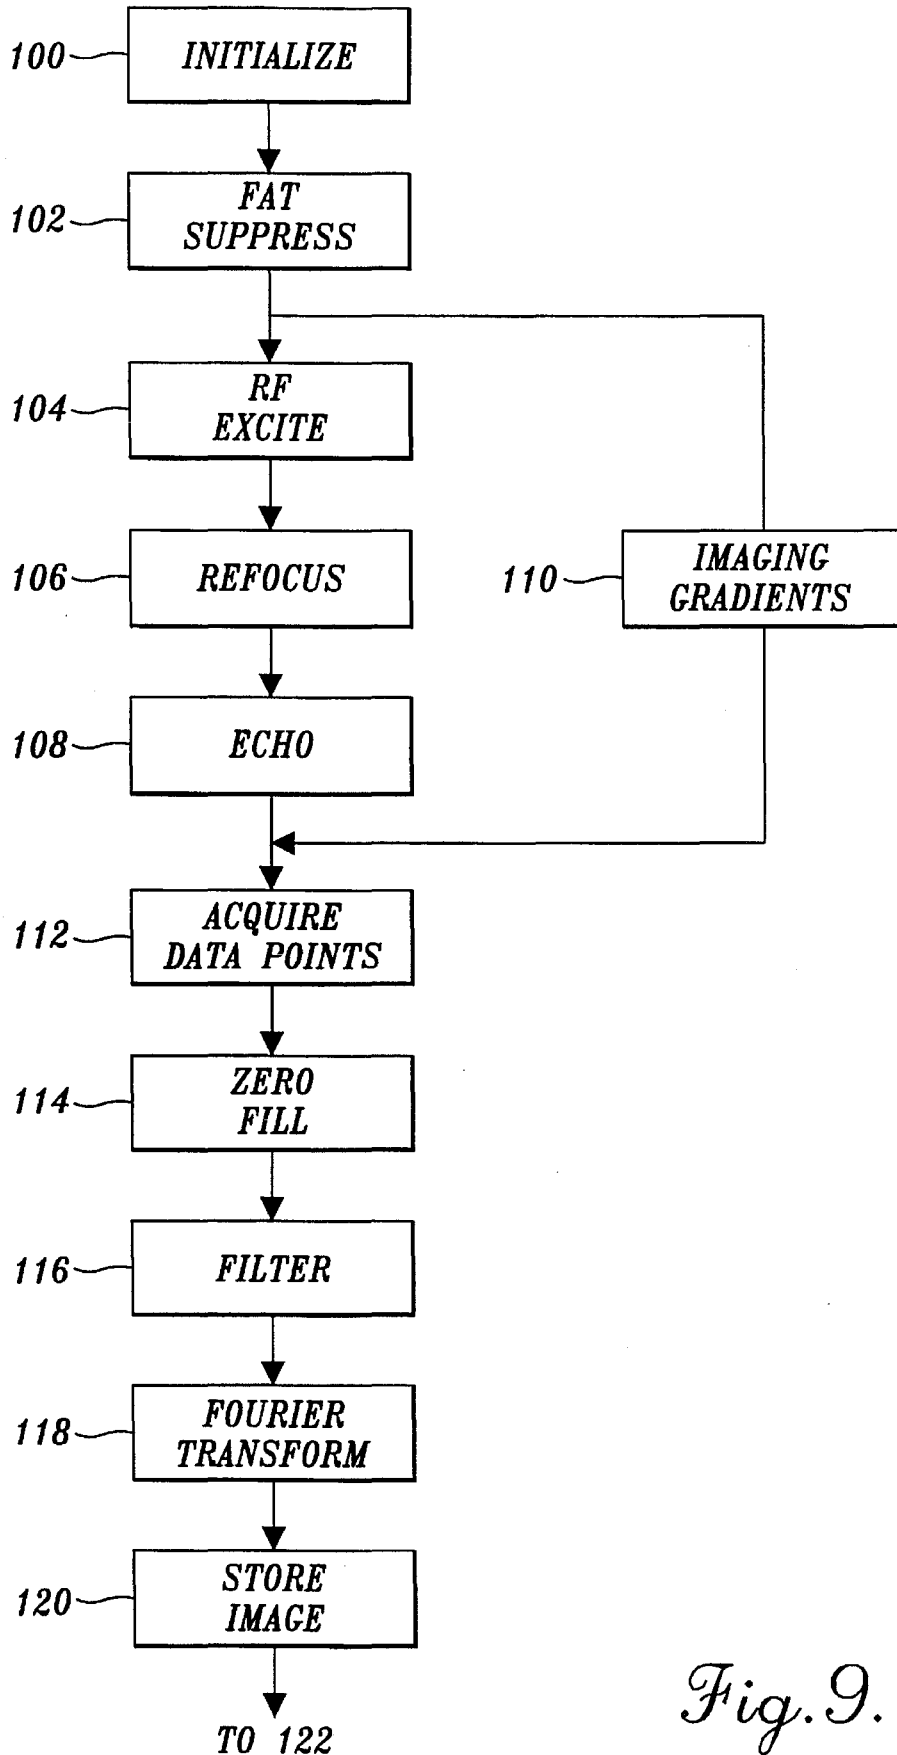 100
INITIALIZE
102
FAT
SUPPRESS
104
RF
EXCITE
106
REFOCUS
110
IMAGING
GRADIENTS
108
ECHO
112
ACQUIRE
DATA POINTS
114
ZERO
FILL
116
FILTER
118
FOURIER
TRANSFORM
120
STORE
IMAGE
TO 122
Fig. 9.